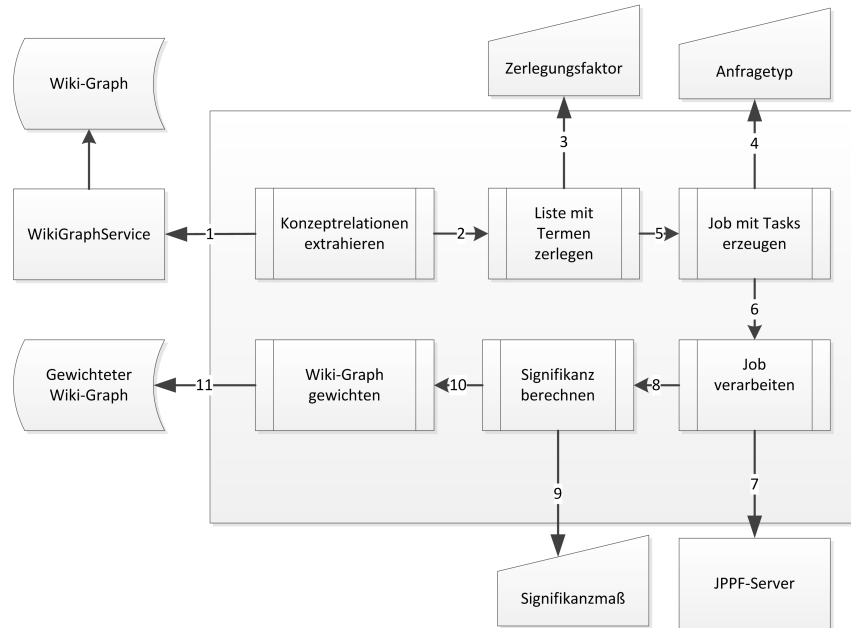 Zerlegungsfaktor
Anfragetyp
Wiki-Graph
3
4
WikiGraphService
1
Konzeptrelationen
extrahieren
2
Liste mit
Termen
zerlegen
5
Job mit Tasks
erzeugen
6
Gewichteter
Wiki-Graph
11
Wiki-Graph
gewichten
10
Signifikanz
berechnen
8
Job
verarbeiten
9
7
Signifikanzmaß
JPPF-Server